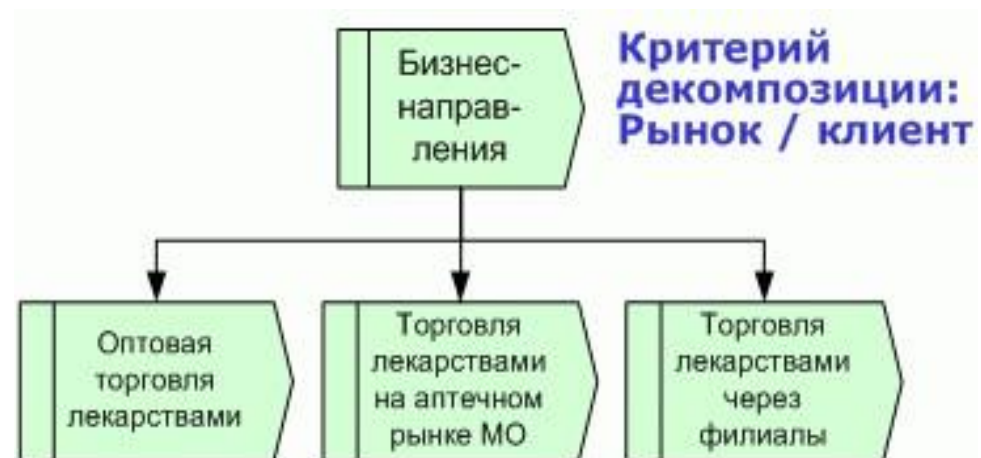 Бизнес-
направ-
ления
Критерий
декомпозиции:
Рынок / клиент
Оптовая
торговля
лекарствами
Торговля
лекарствами
на аптечном
рынке МО
Торговля
лекарствами
через
филиалы